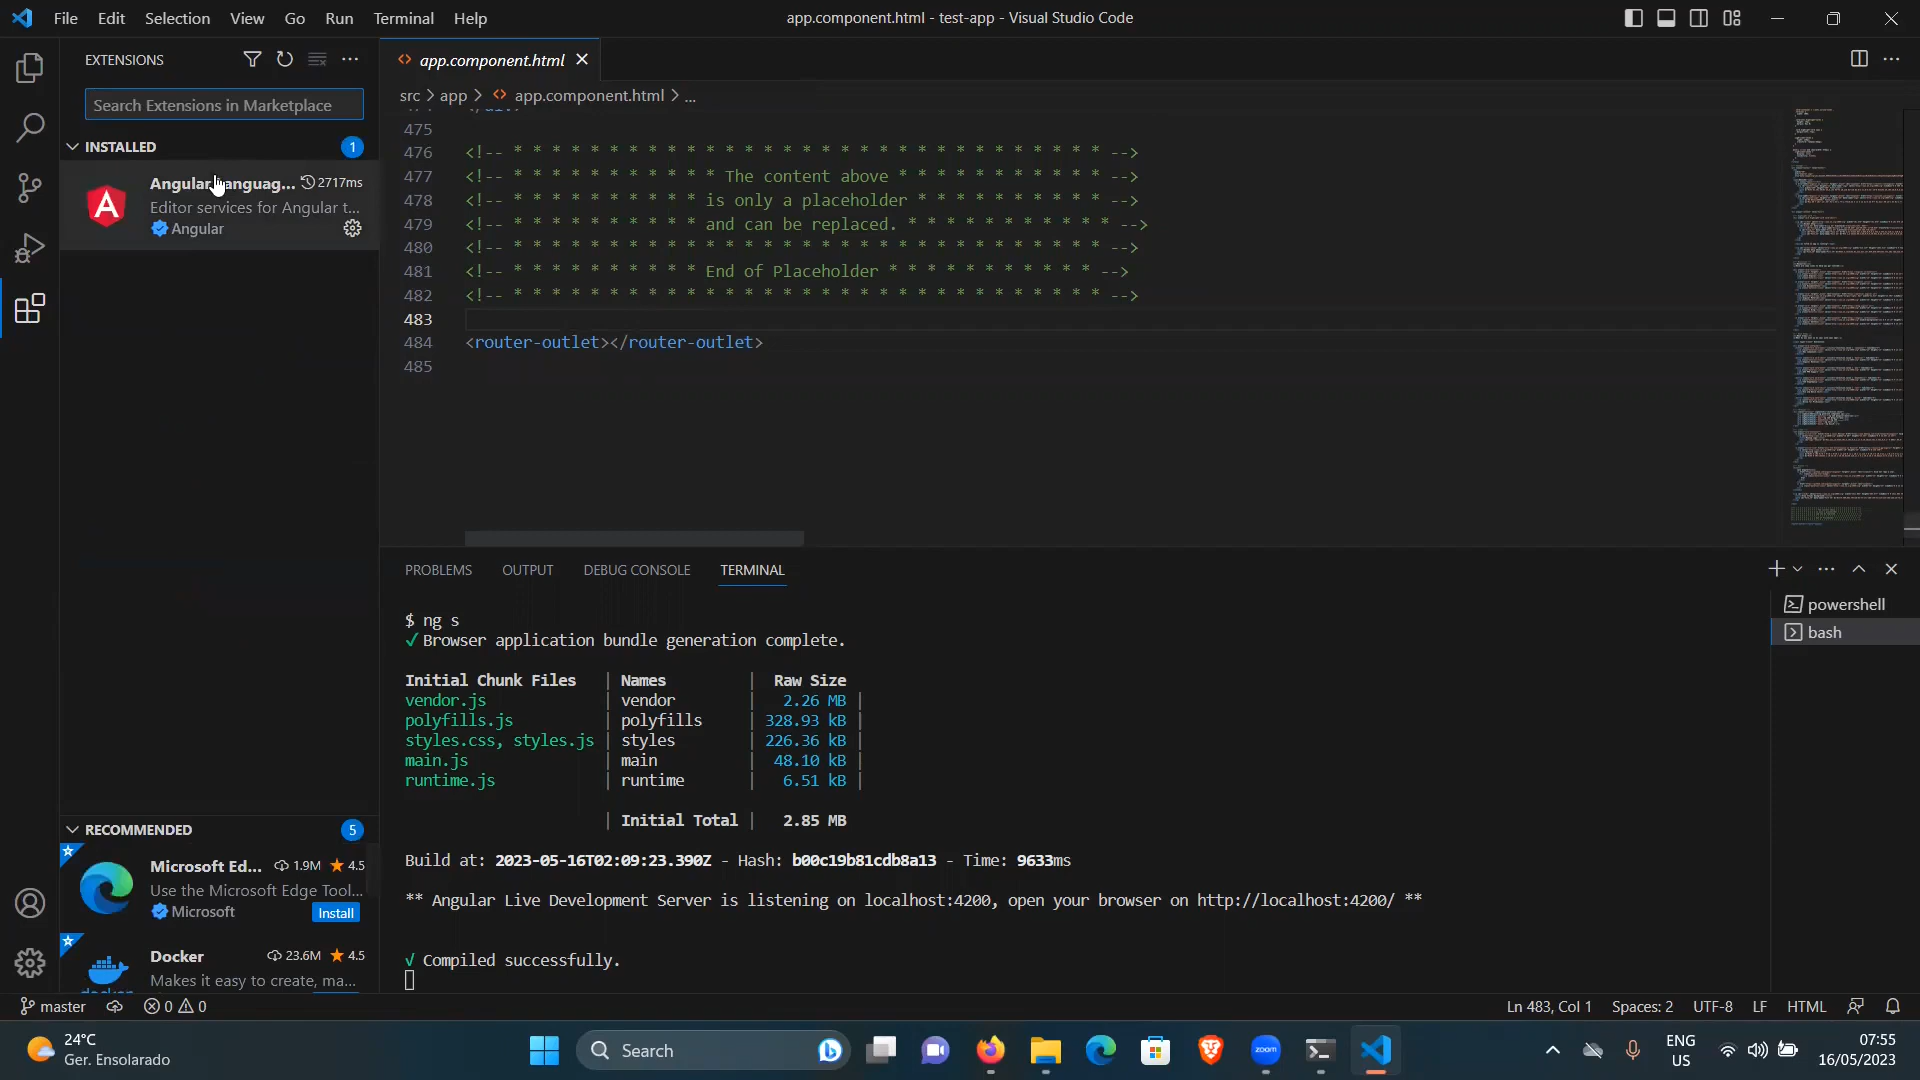 File Edit Selection View Go Run Terminal Help
app.component.html - test-app - Visual Studio Code
EXTENSIONS
Search Extensions in Marketplace
INSTALLED 1
2717ms
Editor services for Angular t...
Angular
RECOMMENDED 5
Microsoft Ed... 1.9M ★ 4.5
Use the Microsoft Edge Tool...
Microsoft Install
Docker 23.6M ★ 4.5
Makes it easy to create, ma...
app.component.html
src > app > app.component.html > ...
475
476 <!-- * * * * * * * * * * * * * * * * * * * * * * * * * * * * * * * -->
477 <!-- * * * * * * * * * * * The content above * * * * * * * * * * * -->
478 <!-- * * * * * * * * * * is only a placeholder * * * * * * * * * * -->
479 <!-- * * * * * * * * * * and can be replaced. * * * * * * * * * * * -->
480 <!-- * * * * * * * * * * * * * * * * * * * * * * * * * * * * * * * -->
481 <!-- * * * * * * * * * * End of Placeholder * * * * * * * * * * * -->
482 <!-- * * * * * * * * * * * * * * * * * * * * * * * * * * * * * * * -->
483
484 <router-outlet></router-outlet>
485
PROBLEMS OUTPUT DEBUG CONSOLE TERMINAL
$ ng s
✓ Browser application bundle generation complete.
Initial Chunk Files | Names | Raw Size
vendor.js | vendor | 2.26 MB |
polyfills.js | polyfills | 328.93 kB |
styles.css, styles.js | styles | 226.36 kB |
main.js | main | 48.10 kB |
runtime.js | runtime | 6.51 kB |
| Initial Total | 2.85 MB
Build at: 2023-05-16T02:09:23.390Z - Hash: b00c19b81cdb8a13 - Time: 9633ms
** Angular Live Development Server is listening on localhost:4200, open your browser on http://localhost:4200/ **
√ Compiled successfully.
powershell
bash
master 0 0
Ln 483, Col 1 Spaces: 2 UTF-8 LF HTML
24°C
Ger. Ensolarado
Search
zoom
ENG
US
07:55
16/05/2023